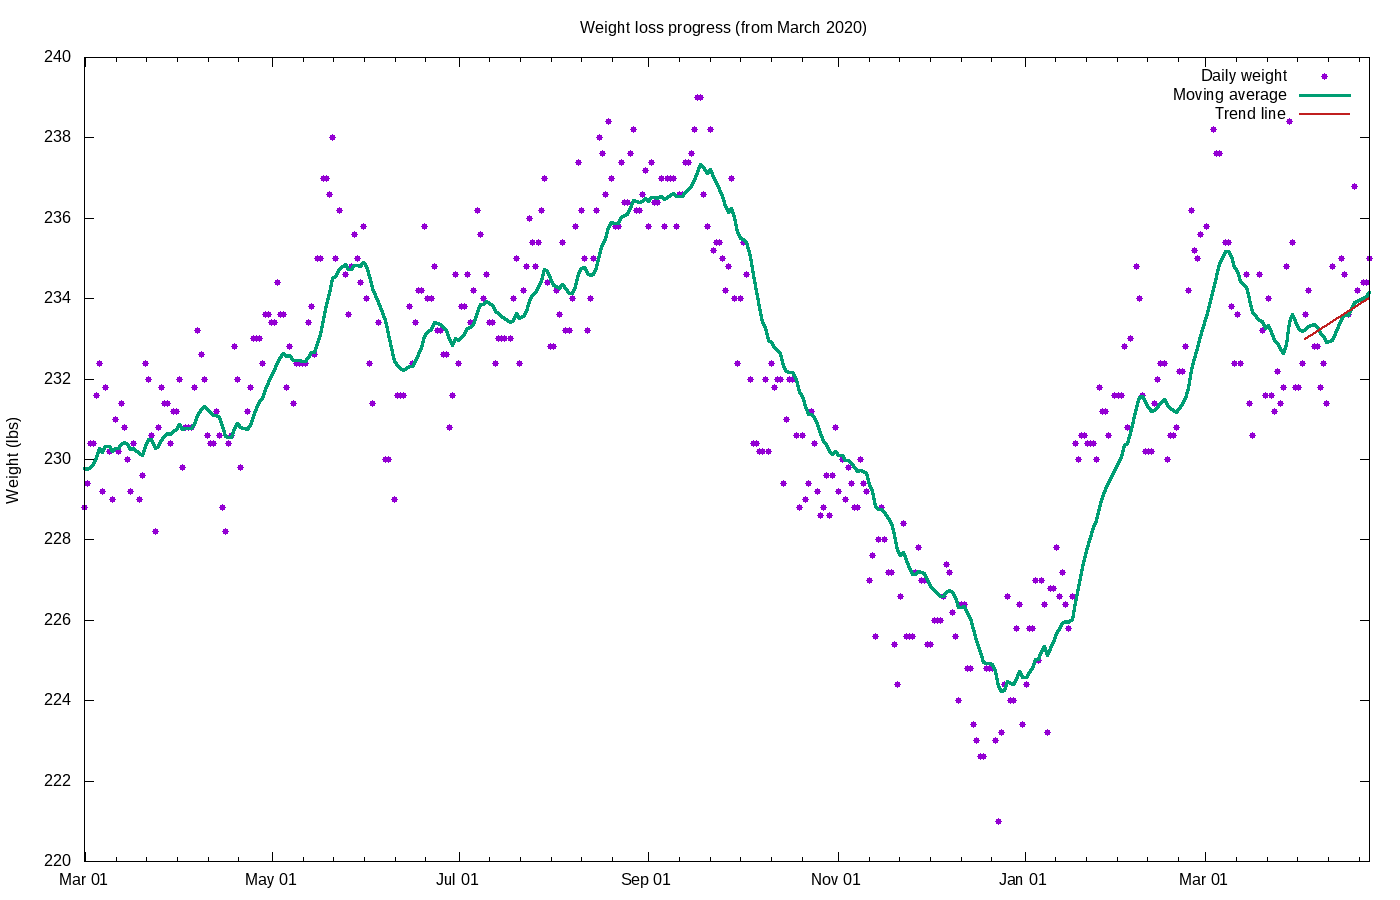 Weight loss progress (from March 2020)
Daily weight
Moving average
Trend line
Weight (lbs)
240
238
236
234
232
230
228
226
224
222
220
Mar 01 May 01 Jul 01 Sep 01 Nov 01 Jan 01 Mar 01